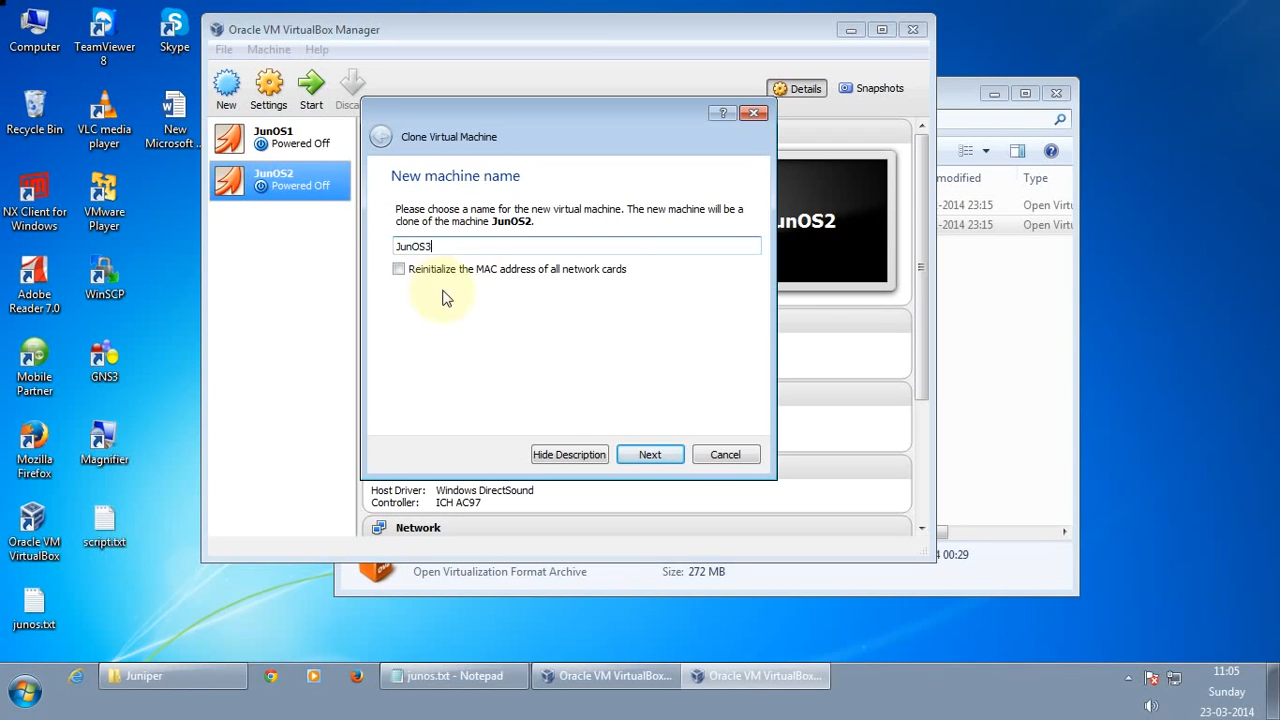 Computer
TeamViewer
8
Skype
Recycle Bin
VLC media
player
New
Microsoft ...
NX Client for
Windows
VMware
Player
Adobe
Reader 7.0
WinSCP
Mobile
Partner
GNS3
Mozilla
Firefox
Magnifier
Oracle VM
VirtualBox
script.txt
junos.txt
Oracle VM VirtualBox Manager
File
Machine
Help
New
Settings
Start
Disca
Details
Snapshots
JunOS1
Powered Off
JunOS2
Powered Off
Clone Virtual Machine
New machine name
Please choose a name for the new virtual machine. The new machine will be a
clone of the machine JunOS2.
JunOS3
Reinitialize the MAC address of all network cards
Hide Description
Next
Cancel
unOS2
Host Driver: Windows DirectSound
Controller: ICH AC97
Network
modified
Type
-2014 23:15
Open Virtu
-2014 23:15
Open Virtu
4 00:29
Open Virtualization Format Archive
Size: 272 MB
Juniper
junos.txt - Notepad
Oracle VM VirtualBox...
Oracle VM VirtualBox...
11:05
Sunday
23-03-2014